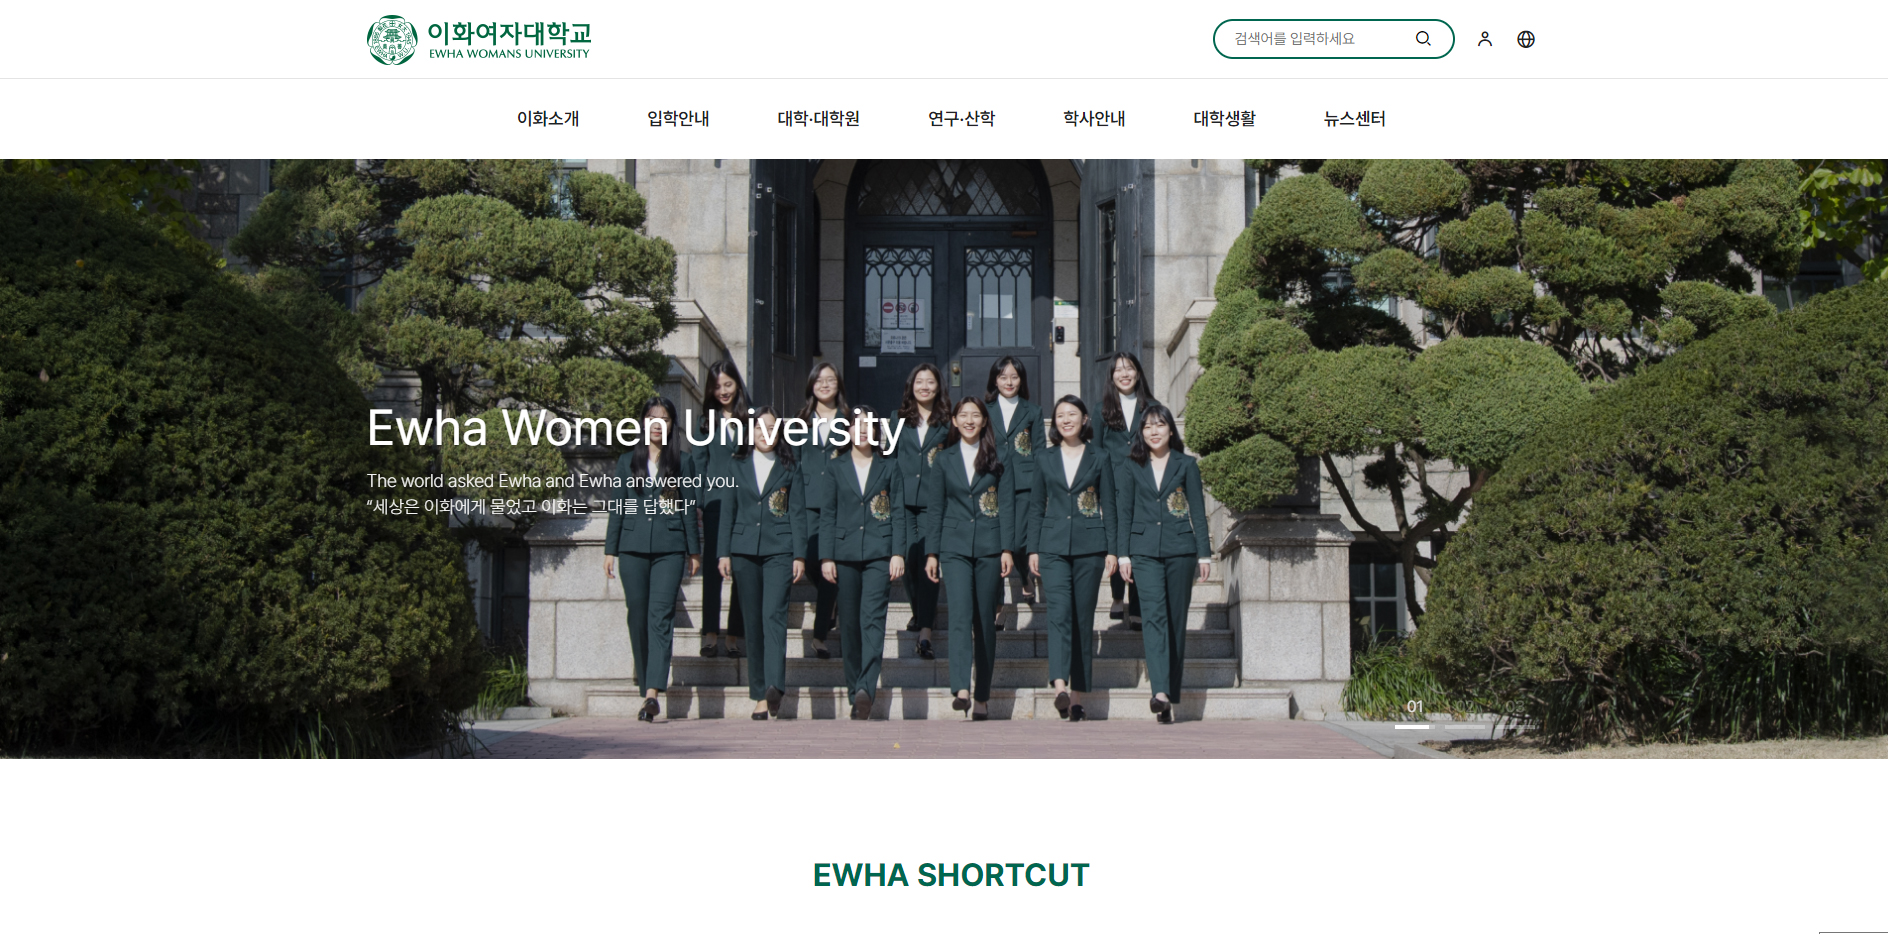 이화여자대학교
EWHA WOMANS UNIVERSITY
검색어를 입력하세요
이화소개 입학안내 대학·대학원 연구·산학 학사안내 대학생활 뉴스센터
Ewha Women University
The world asked Ewha and Ewha answered you.
“세상은 이화에게 물었고 이화는 그대를 답했다”
01 02 03
EWHA SHORTCUT